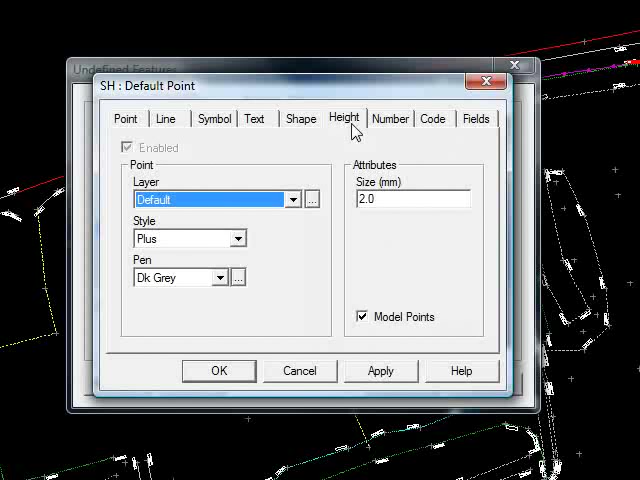 Undefined Features
SH : Default Point
Point Line Symbol Text Shape Height Number Code Fields
Enabled
Point
Layer
Default
...
Style
Plus
Pen
Dk Grey
...
Attributes
Size (mm)
2.0
Model Points
OK Cancel Apply Help